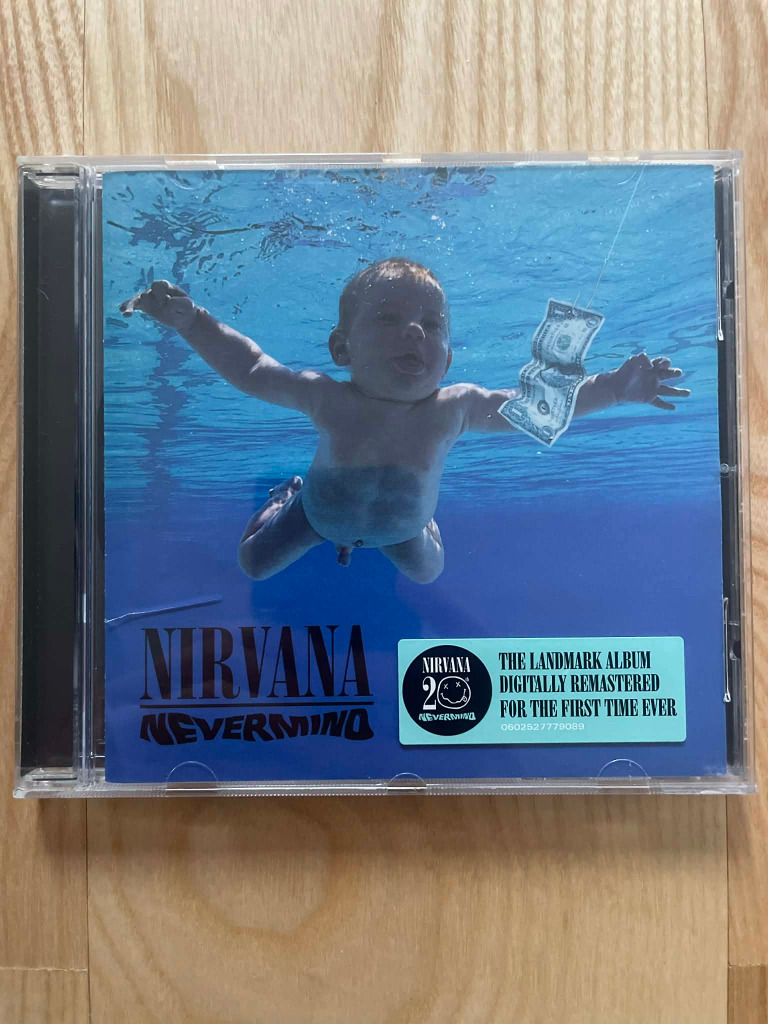 NIRVANA
NEVERMIND
NIRVANA
20
NEVERMIND
THE LANDMARK ALBUM
DIGITALLY REMASTERED
FOR THE FIRST TIME EVER
0602527779089